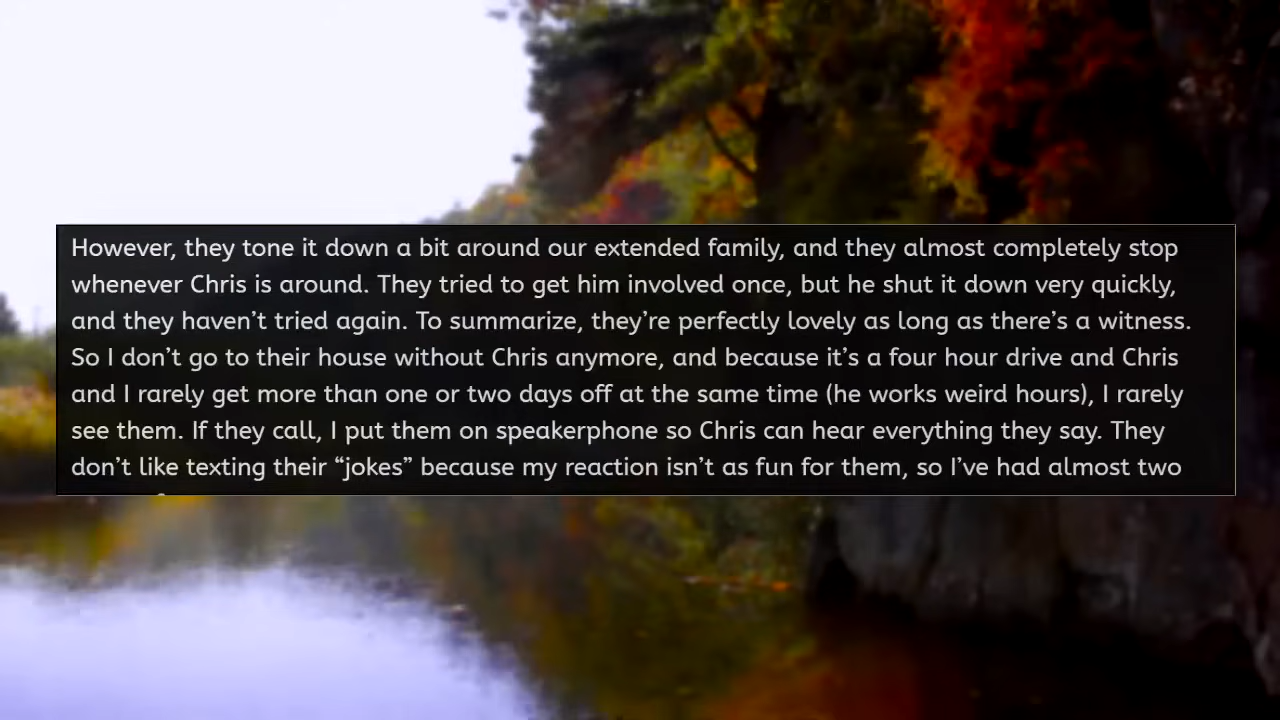 However, they tone it down a bit around our extended family, and they almost completely stop
whenever Chris is around. They tried to get him involved once, but he shut it down very quickly,
and they haven’t tried again. To summarize, they’re perfectly lovely as long as there’s a witness.
So I don’t go to their house without Chris anymore, and because it’s a four hour drive and Chris
and I rarely get more than one or two days off at the same time (he works weird hours), I rarely
see them. If they call, I put them on speakerphone so Chris can hear everything they say. They
don’t like texting their “jokes” because my reaction isn’t as fun for them, so I’ve had almost two